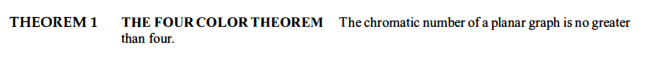 THEOREM 1 THE FOUR COLOR THEOREM The chromatic number of a planar graph is no greater
than four.